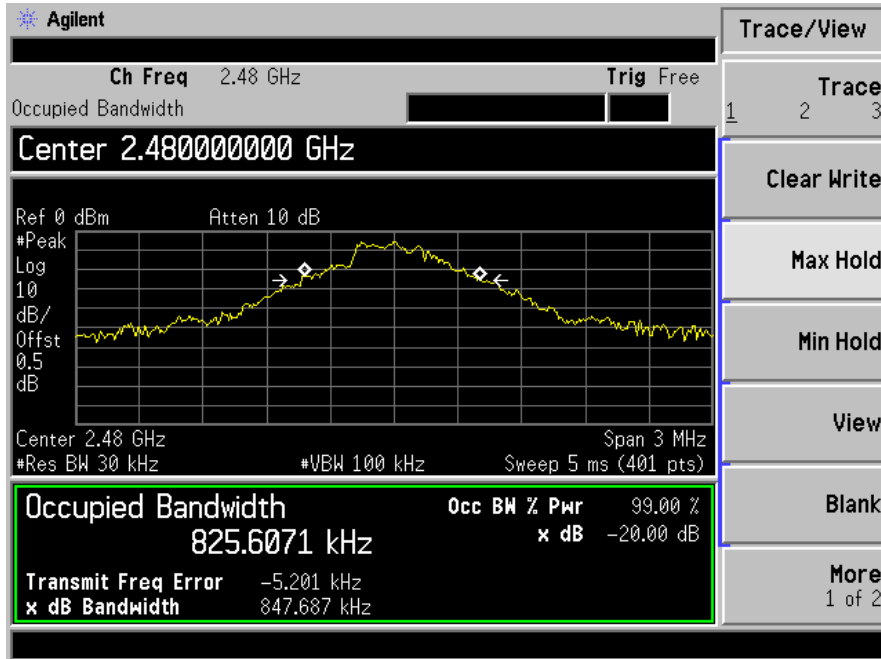 Agilent
Trace/View
Ch Freq 2.48 GHz Trig Free
Occupied Bandwidth
Trace
1 2 3
Center 2.480000000 GHz
Clear Write
Ref 0 dBm Atten 10 dB
#Peak
Log
10
dB/
Offst
0.5
dB
Max Hold
Min Hold
View
Center 2.48 GHz Span 3 MHz
#Res BW 30 kHz #VBW 100 kHz Sweep 5 ms (401 pts)
Occupied Bandwidth
825.6071 kHz
Occ BW % Pwr 99.00 %
x dB -20.00 dB
Blank
Transmit Freq Error -5.201 kHz
x dB Bandwidth 847.687 kHz
More
1 of 2